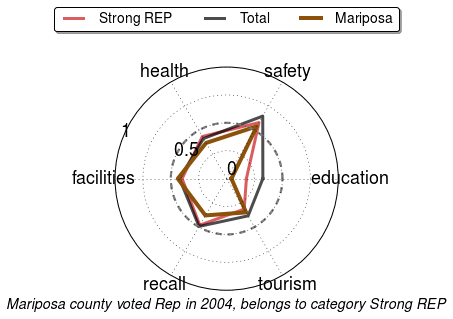 Strong REP Total Mariposa
health safety
1
0.5
0
facilities education
recall tourism
Mariposa county voted Rep in 2004, belongs to category Strong REP